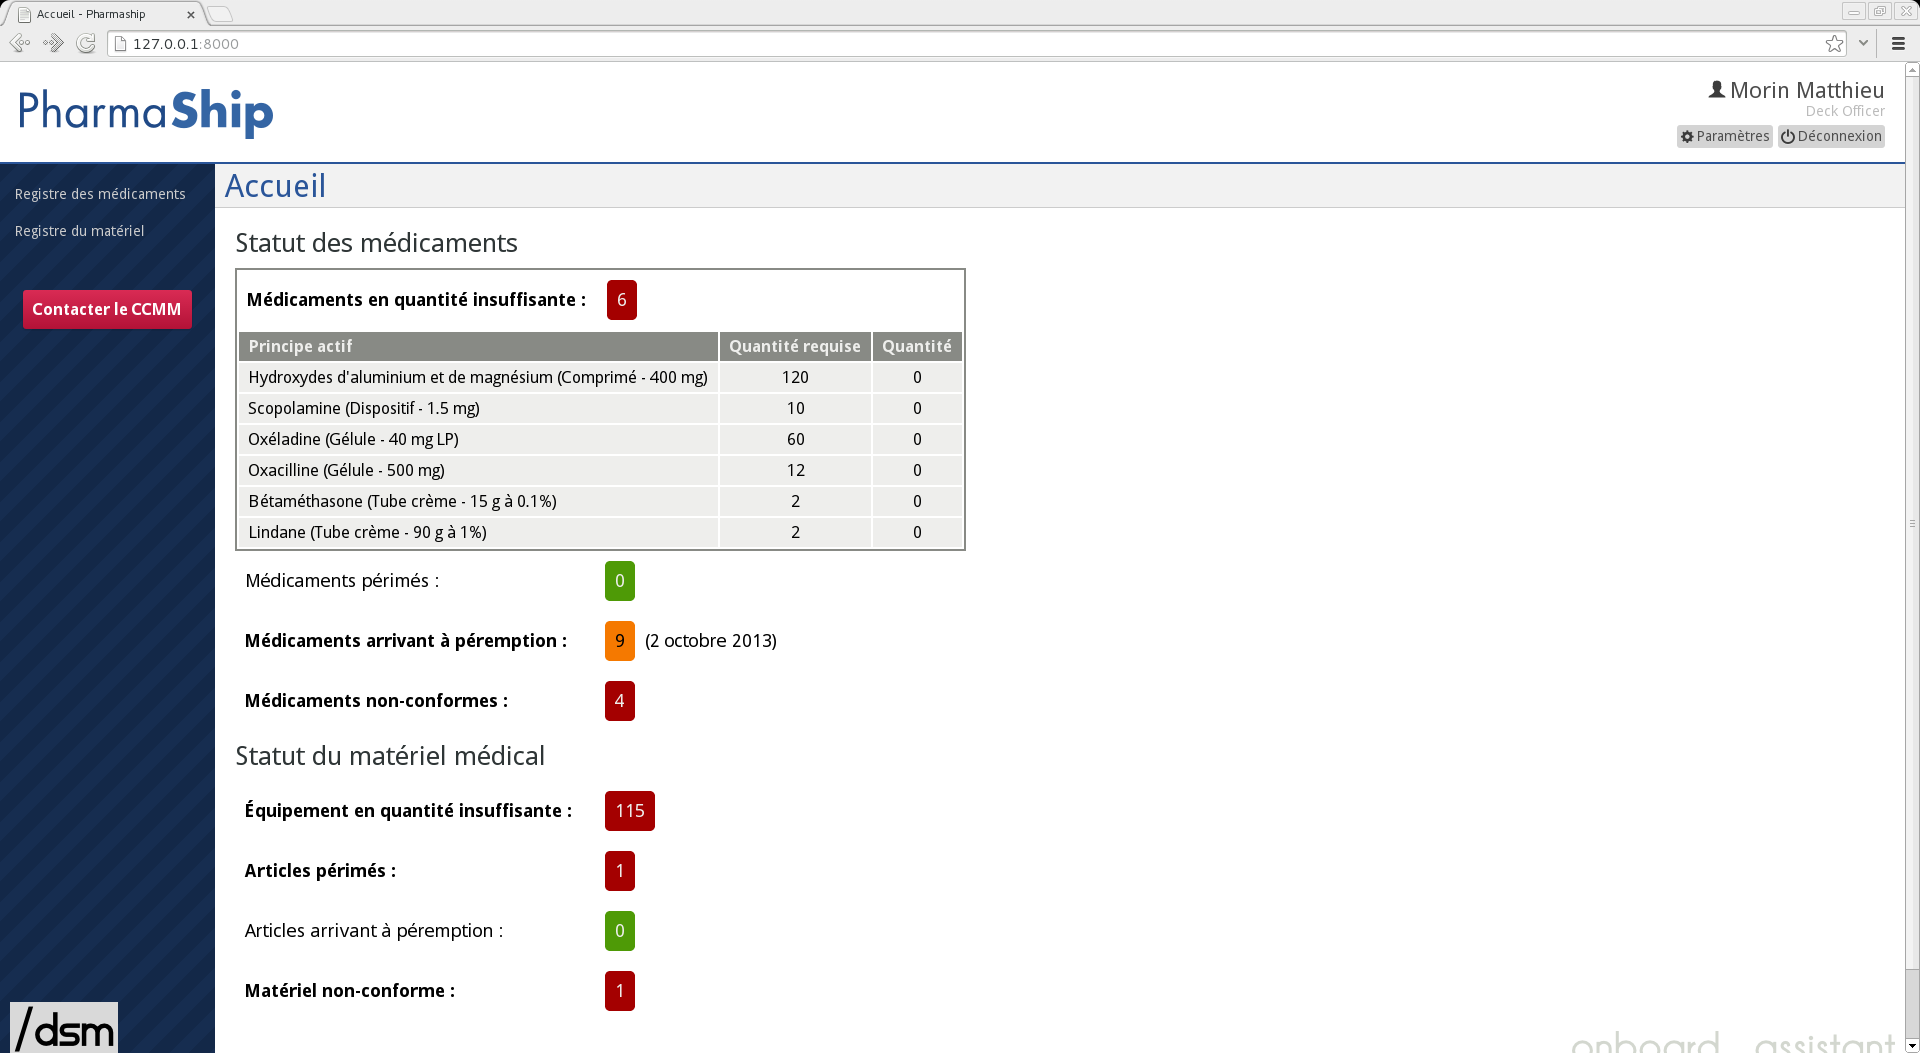 Accueil - Pharmaship
127.0.0.1:8000
PharmaShip
Morin Matthieu
Deck Officer
Paramètres Déconnexion
Registre des médicaments
Registre du matériel
Contacter le CCMM
Accueil
Statut des médicaments
Médicaments en quantité insuffisante : 6
Principe actif Quantité requise Quantité
Hydroxydes d'aluminium et de magnésium (Comprimé - 400 mg) 120 0
Scopolamine (Dispositif - 1.5 mg) 10 0
Oxéladine (Gélule - 40 mg LP) 60 0
Oxacilline (Gélule - 500 mg) 12 0
Bétaméthasone (Tube crème - 15 g à 0.1%) 2 0
Lindane (Tube crème - 90 g à 1%) 2 0
Médicaments périmés : 0
Médicaments arrivant à péremption : 9 (2 octobre 2013)
Médicaments non-conformes : 4
Statut du matériel médical
Équipement en quantité insuffisante : 115
Articles périmés : 1
Articles arrivant à péremption : 0
Matériel non-conforme : 1
/dsm
onboard assistant